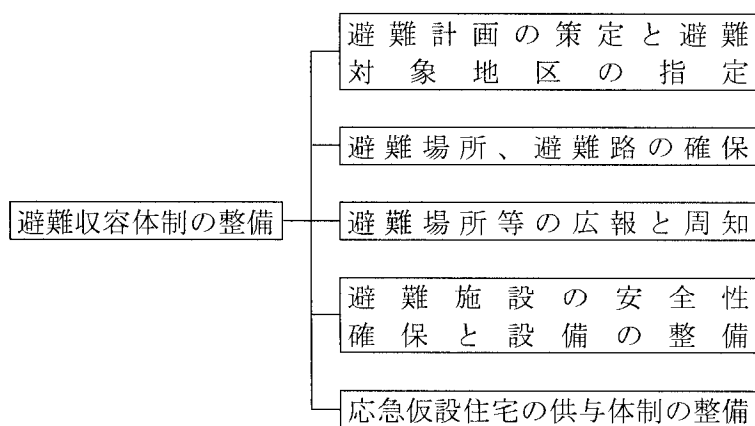 避難計画の策定と避難
対象地区の指定
避難場所、避難路の確保
避難収容体制の整備
避難場所等の広報と周知
避難施設の安全性
確保と設備の整備
応急仮設住宅の供与体制の整備